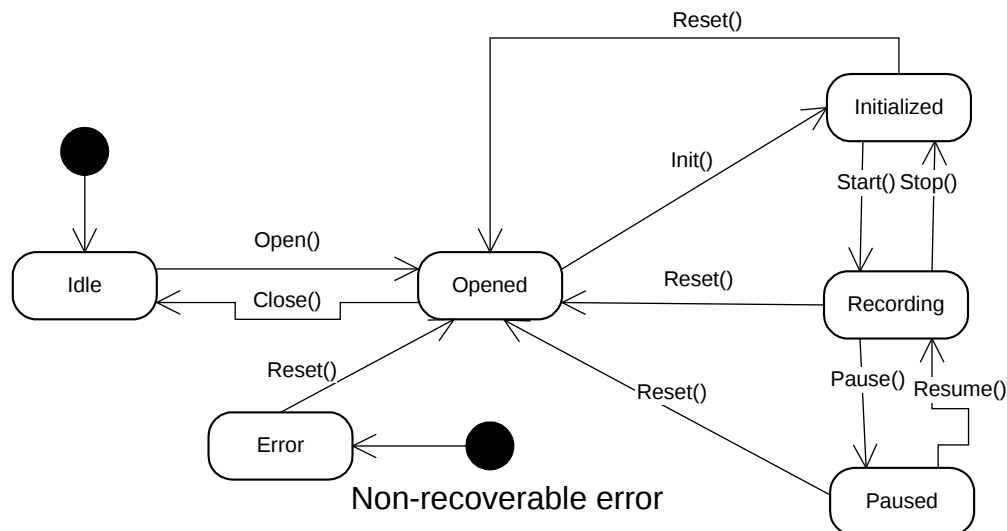 Reset()
Initialized
Init()
Start()
Stop()
Open()
Idle
Opened
Close()
Reset()
Recording
Reset()
Pause()
Resume()
Reset()
Error
Non-recoverable error
Paused